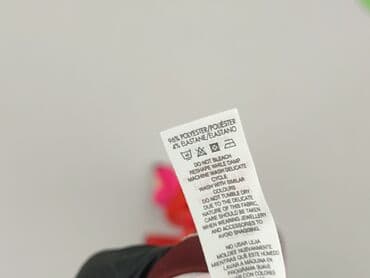 96% POLYESTER/POLIÉSTER
4% ELASTANE/ELASTANO
DO NOT BLEACH
RESHAPE WHILE DAMP
MACHINE WASH DELICATE
CYCLE
WASH WITH SIMILAR
COLOURS
DO NOT TUMBLE DRY
DUE TO THE DELICATE
NATURE OF THIS FABRIC,
CARE SHOULD BE TAKEN
WHEN WEARING JEWELLERY
AND ACCESSORIES TO
AVOID SNAGGING.
NO USAR LEJIA
MOLDEAR NUEVAMENTE
MIENTRAS QUE ESTÉ HÚMEDO
LAVAR A MÁQUINA EN
PROGRAMA SUAVE
CON COLORES